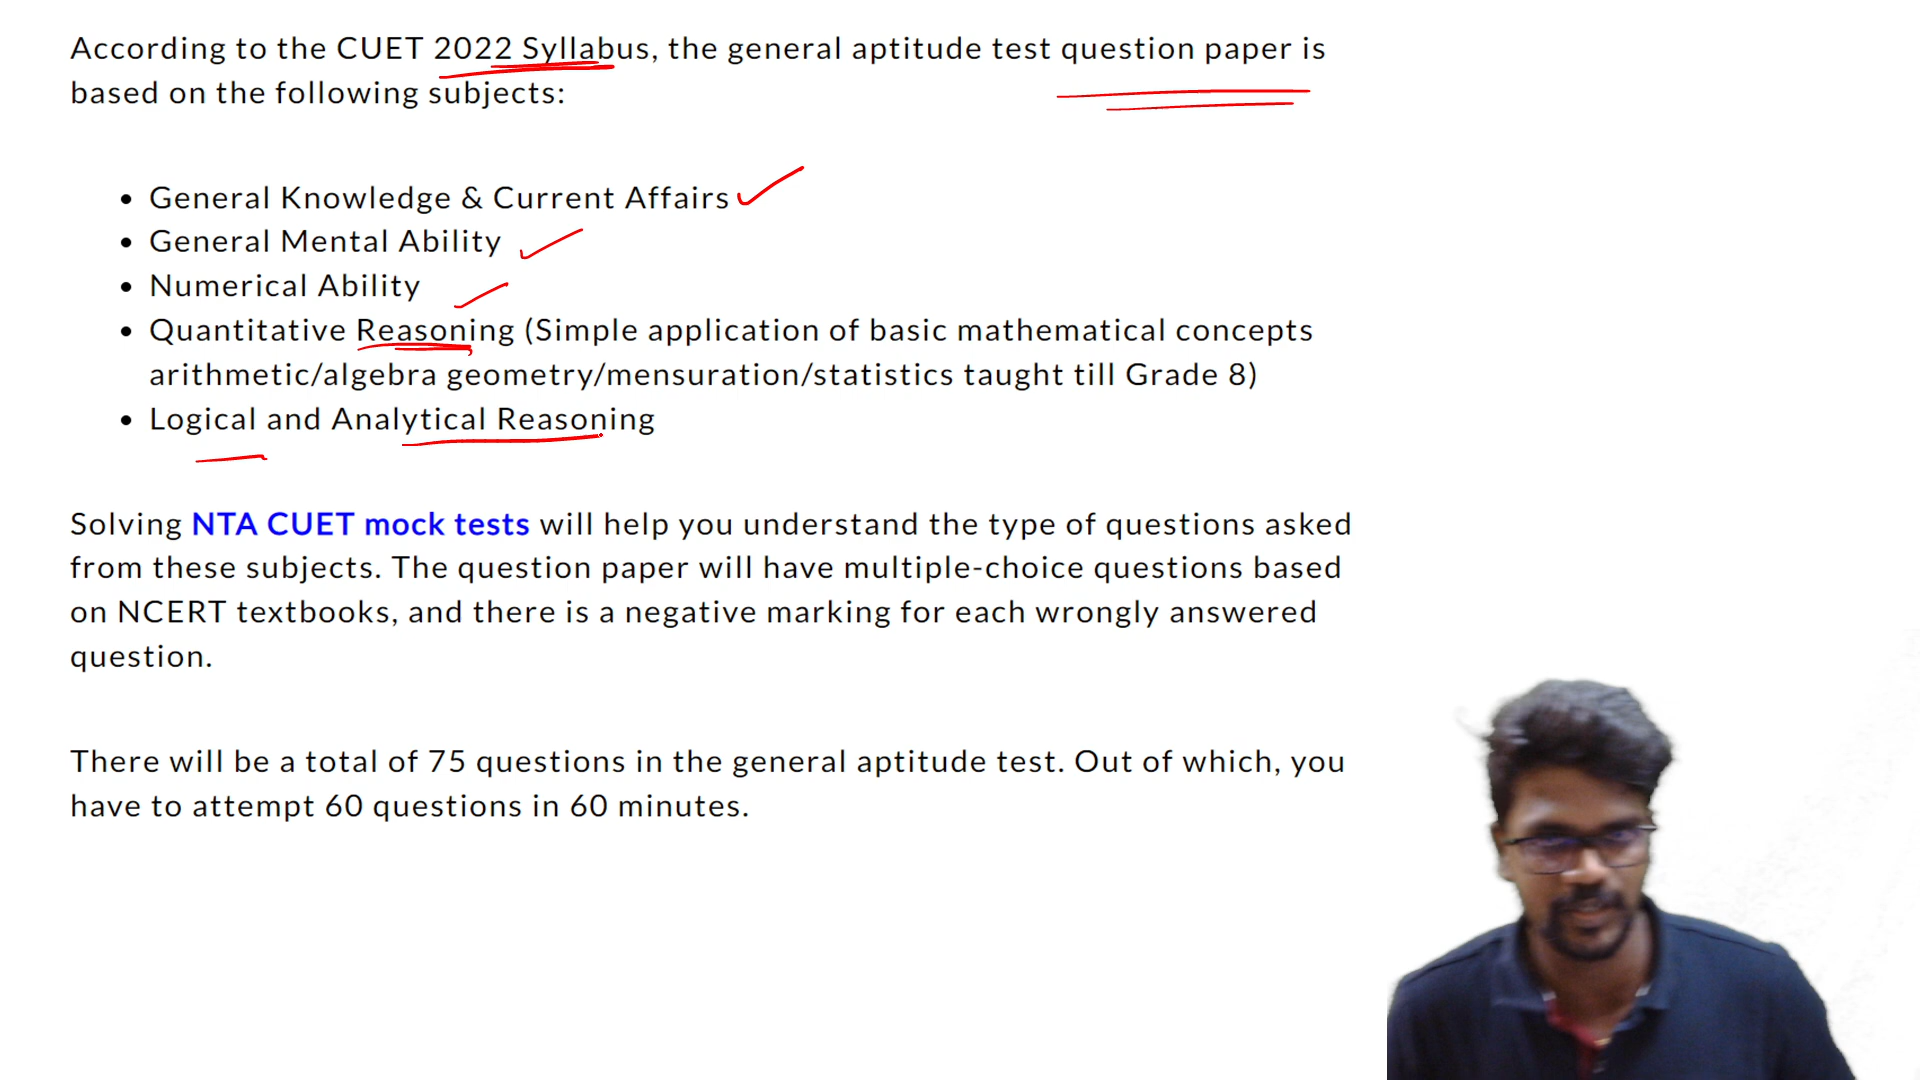 According to the CUET 2022 Syllabus, the general aptitude test question paper is
based on the following subjects:
• General Knowledge & Current Affairs
• General Mental Ability
• Numerical Ability
• Quantitative Reasoning (Simple application of basic mathematical concepts
arithmetic/algebra geometry/mensuration/statistics taught till Grade 8)
• Logical and Analytical Reasoning
Solving NTA CUET mock tests will help you understand the type of questions asked
from these subjects. The question paper will have multiple-choice questions based
on NCERT textbooks, and there is a negative marking for each wrongly answered
question.
There will be a total of 75 questions in the general aptitude test. Out of which, you
have to attempt 60 questions in 60 minutes.